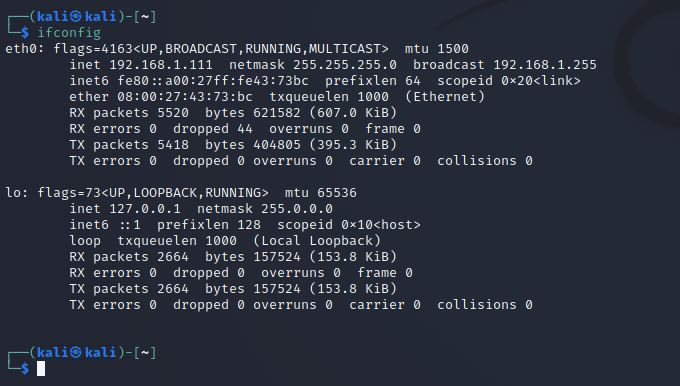 ┌──(kali㉿kali)-[~]
└─$ ifconfig
eth0: flags=4163<UP,BROADCAST,RUNNING,MULTICAST>  mtu 1500
        inet 192.168.1.111  netmask 255.255.255.0  broadcast 192.168.1.255
        inet6 fe80::a00:27ff:fe43:73bc  prefixlen 64  scopeid 0x20<link>
        ether 08:00:27:43:73:bc  txqueuelen 1000  (Ethernet)
        RX packets 5520  bytes 621582 (607.0 KiB)
        RX errors 0  dropped 44  overruns 0  frame 0
        TX packets 5418  bytes 404805 (395.3 KiB)
        TX errors 0  dropped 0 overruns 0  carrier 0  collisions 0
lo: flags=73<UP,LOOPBACK,RUNNING>  mtu 65536
        inet 127.0.0.1  netmask 255.0.0.0
        inet6 ::1  prefixlen 128  scopeid 0x10<host>
        loop  txqueuelen 1000  (Local Loopback)
        RX packets 2664  bytes 157524 (153.8 KiB)
        RX errors 0  dropped 0  overruns 0  frame 0
        TX packets 2664  bytes 157524 (153.8 KiB)
        TX errors 0  dropped 0 overruns 0  carrier 0  collisions 0
┌──(kali㉿kali)-[~]
└─$